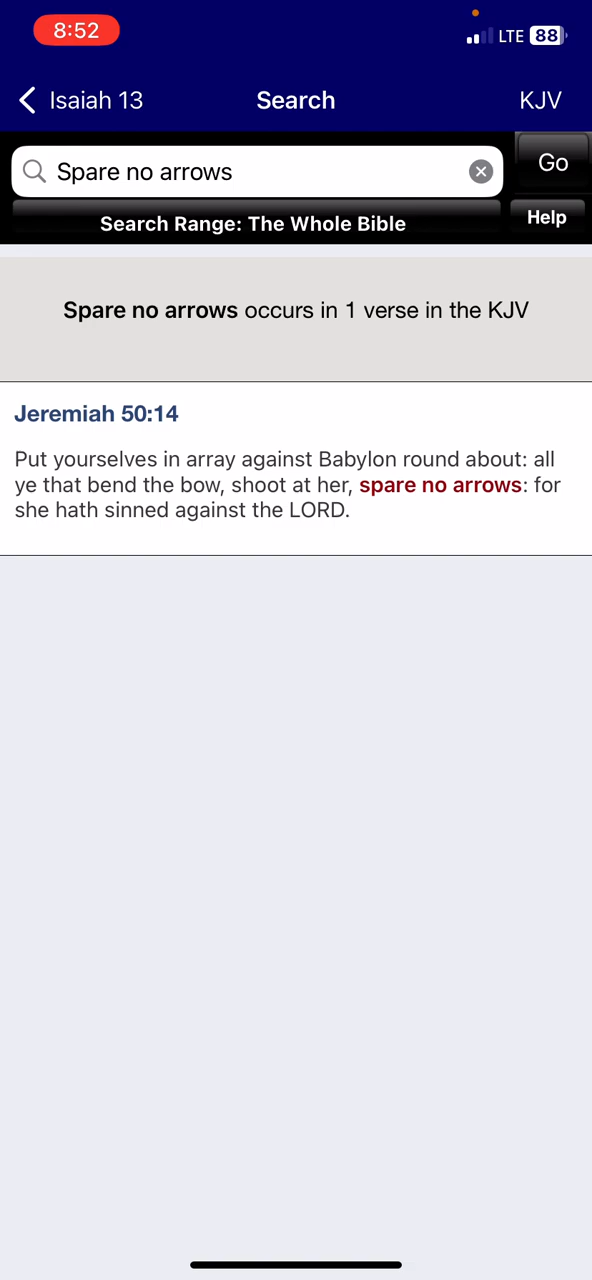 8:52
LTE 88
Isaiah 13 Search KJV
Spare no arrows
Go
Search Range: The Whole Bible
Help
Spare no arrows occurs in 1 verse in the KJV
Jeremiah 50:14
Put yourselves in array against Babylon round about: all
ye that bend the bow, shoot at her, spare no arrows: for
she hath sinned against the LORD.